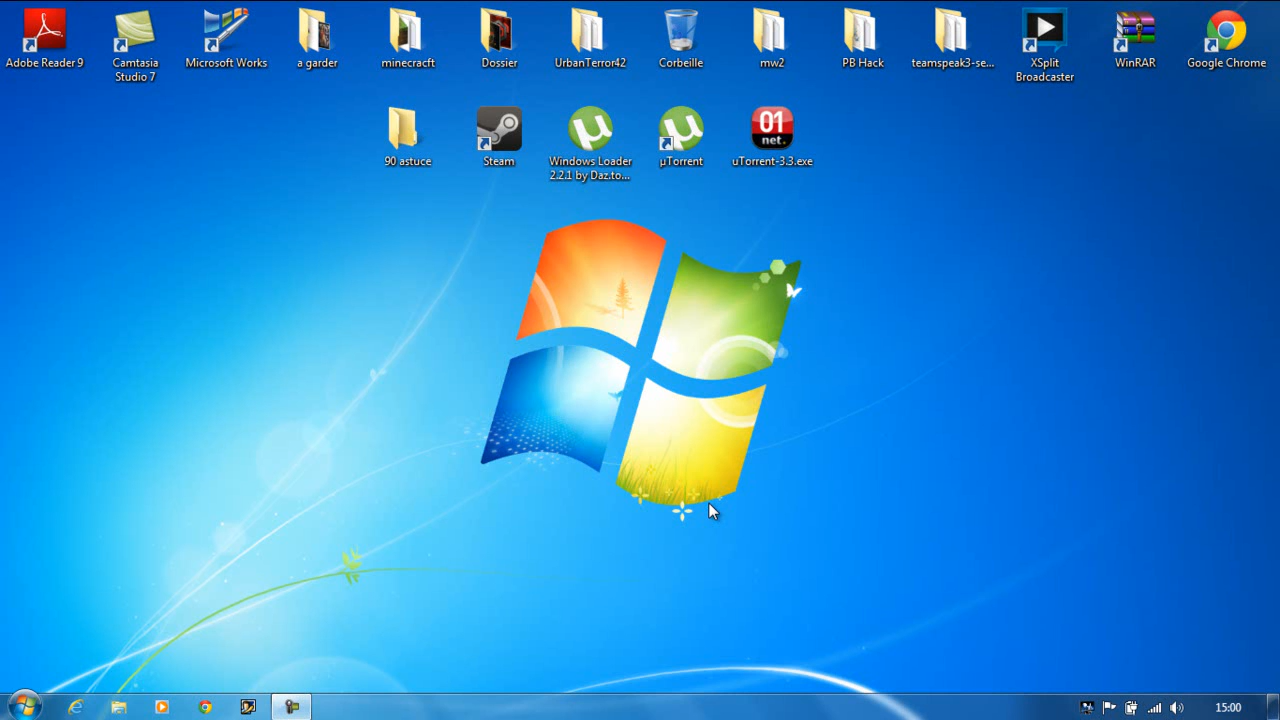 Adobe Reader 9
Camtasia
Studio 7
Microsoft Works
a garder
minecracft
Dossier
UrbanTerror42
Corbeille
mw2
PB Hack
teamspeak3-se...
XSplit
Broadcaster
WinRAR
Google Chrome
90 astuce
Steam
Windows Loader
2.2.1 by Daz.to...
µTorrent
01
net.
uTorrent-3.3.exe
15:00